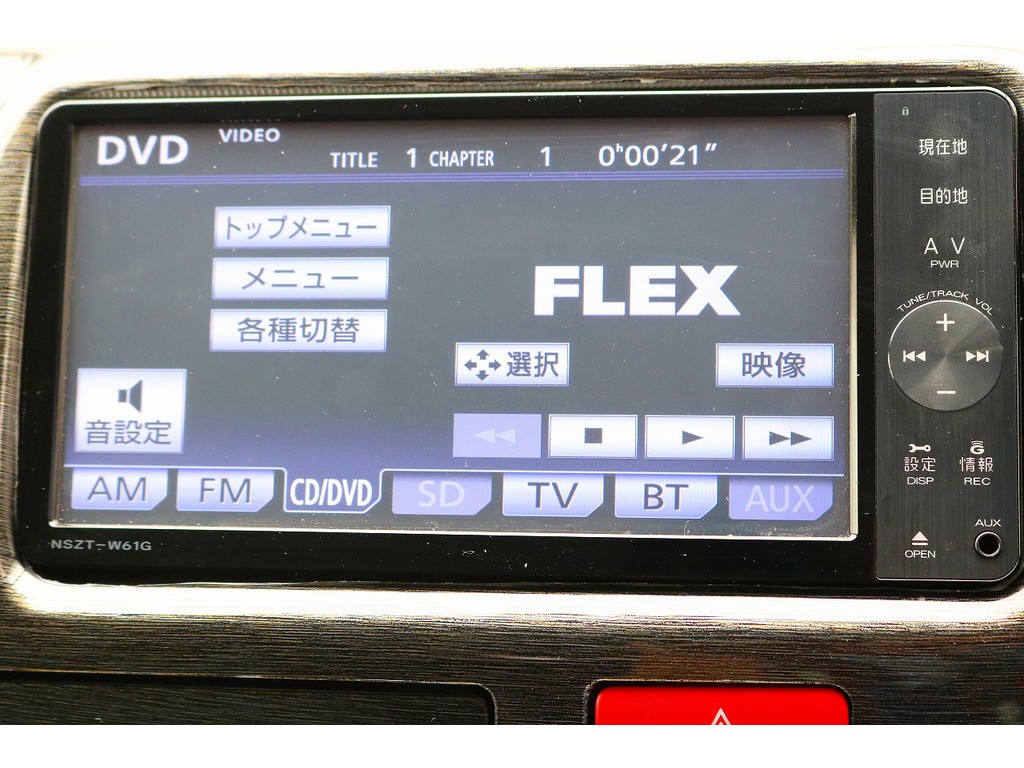 DVD VIDEO
TITLE 1 CHAPTER 1 0h00'21"
トップメニュー
メニュー
各種切替
FLEX
選択
映像
音設定
AM FM CD/DVD SD TV BT AUX
NSZT-W61G
現在地
目的地
AV
PWR
TUNE/TRACK VOL
設定 情報
DISP REC
AUX
OPEN